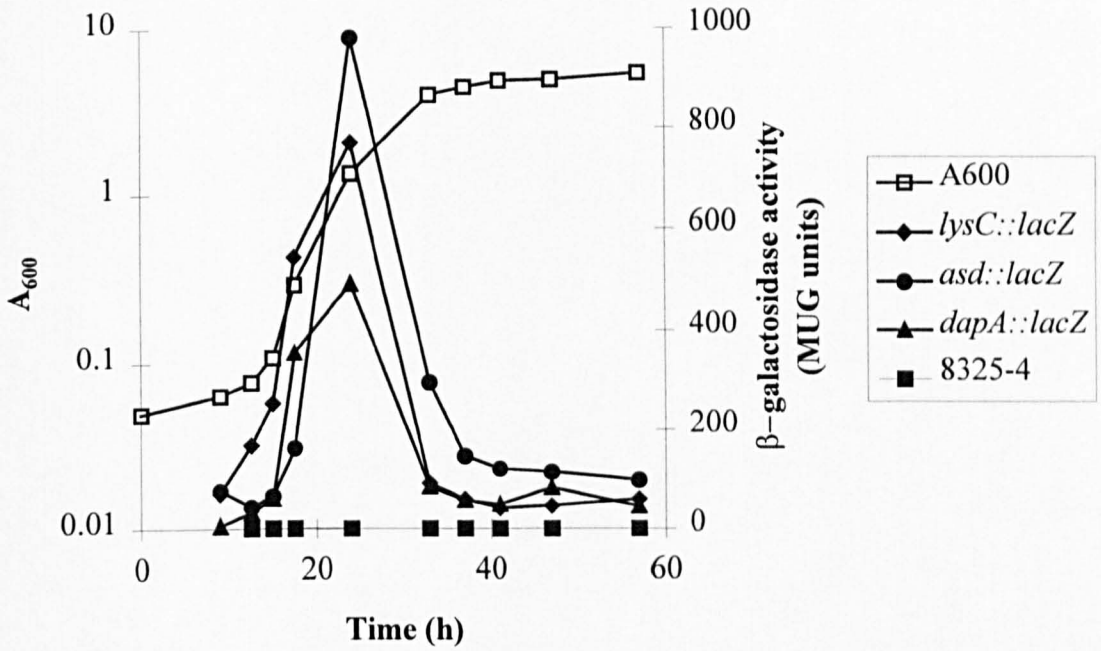 10
1
0.1
0.01
A600
0
20
40
60
Time (h)
1000
800
600
400
200
0
β-galactosidase activity
(MUG units)
A600
lysC::lacZ
asd::lacZ
dapA::lacZ
8325-4